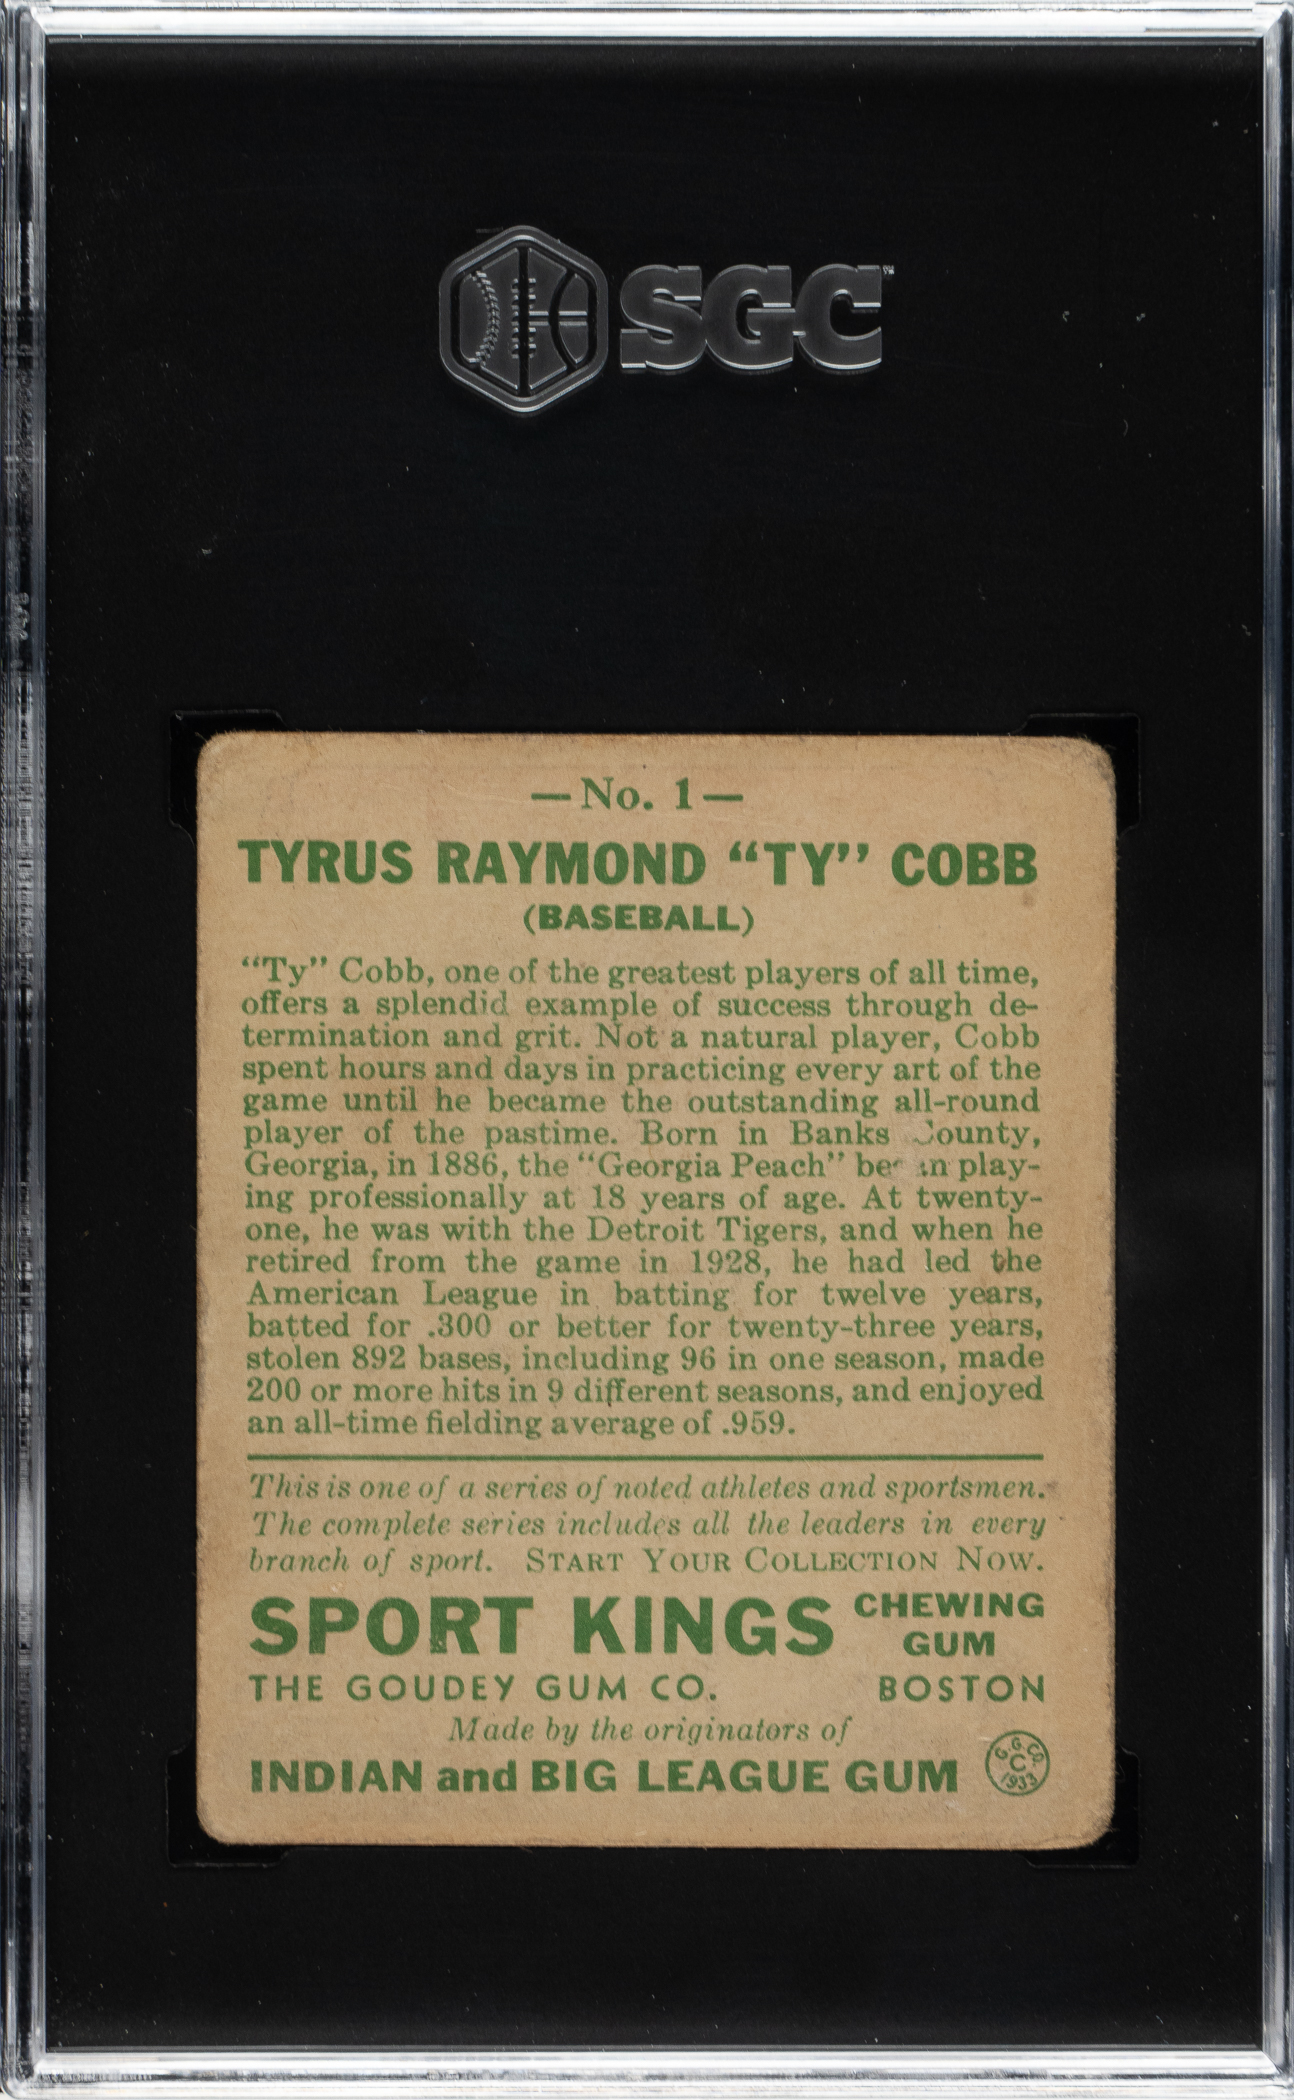 SGC™
—No. 1—
TYRUS RAYMOND “TY” COBB
(BASEBALL)
“Ty” Cobb, one of the greatest players of all time,
offers a splendid example of success through de-
termination and grit. Not a natural player, Cobb
spent hours and days in practicing every art of the
game until he became the outstanding all-round
player of the pastime. Born in Banks County,
Georgia, in 1886, the “Georgia Peach” play-
ing professionally at 18 years of age. At twenty-
one, he was with the Detroit Tigers, and when he
retired from the game in 1928, he had led the
American League in batting for twelve years,
batted for .300 or better for twenty-three years,
stolen 892 bases, including 96 in one season, made
200 or more hits in 9 different seasons, and enjoyed
an all-time fielding average of .959.
This is one of a series of noted athletes and sportsmen.
The complete series includes all the leaders in every
branch of sport. START YOUR COLLECTION NOW.
SPORT KINGS CHEWING GUM
THE GOUDEY GUM CO. BOSTON
Made by the originators of
INDIAN and BIG LEAGUE GUM
G.G.CO.
C
1933